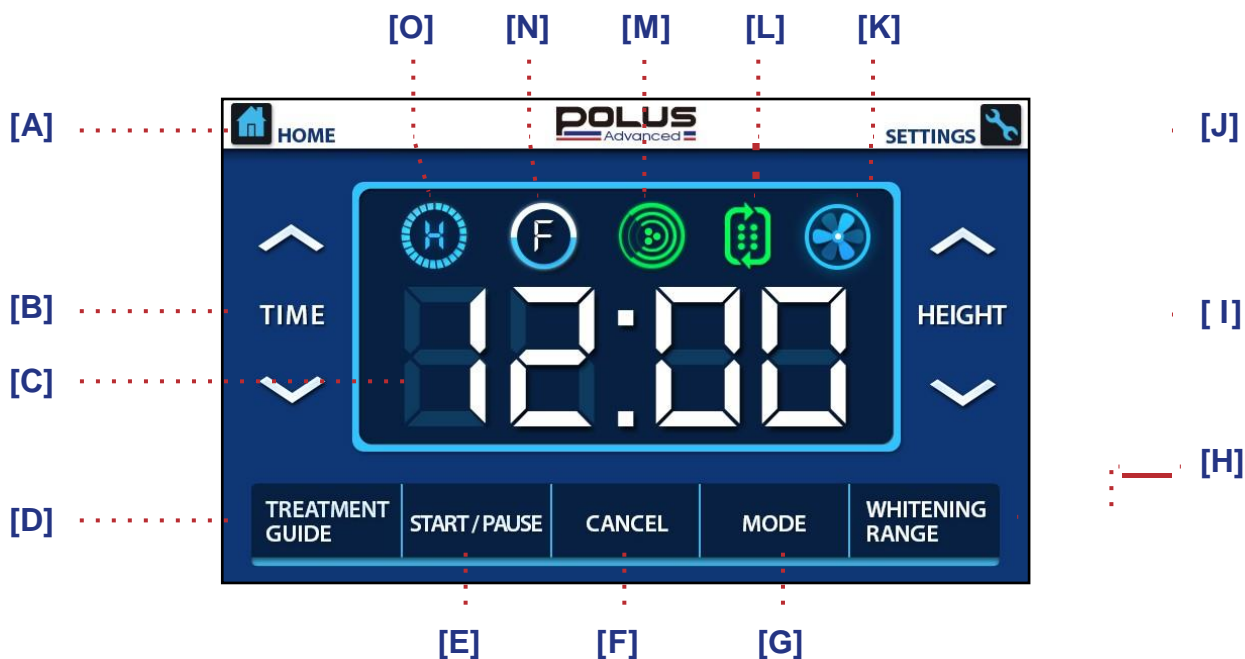 [O] [N] [M] [L] [K]
[A] HOME POLUS SETTINGS [J]
Advanced
H F
[B] TIME 12:00 HEIGHT [ I]
[C]
[H]
[D] TREATMENT GUIDE START / PAUSE CANCEL MODE WHITENING RANGE
[E] [F] [G]